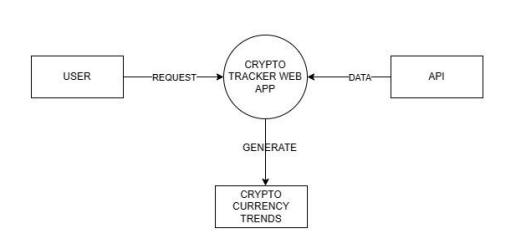 USER
REQUEST
CRYPTO
TRACKER WEB
APP
DATA
API
GENERATE
CRYPTO
CURRENCY
TRENDS